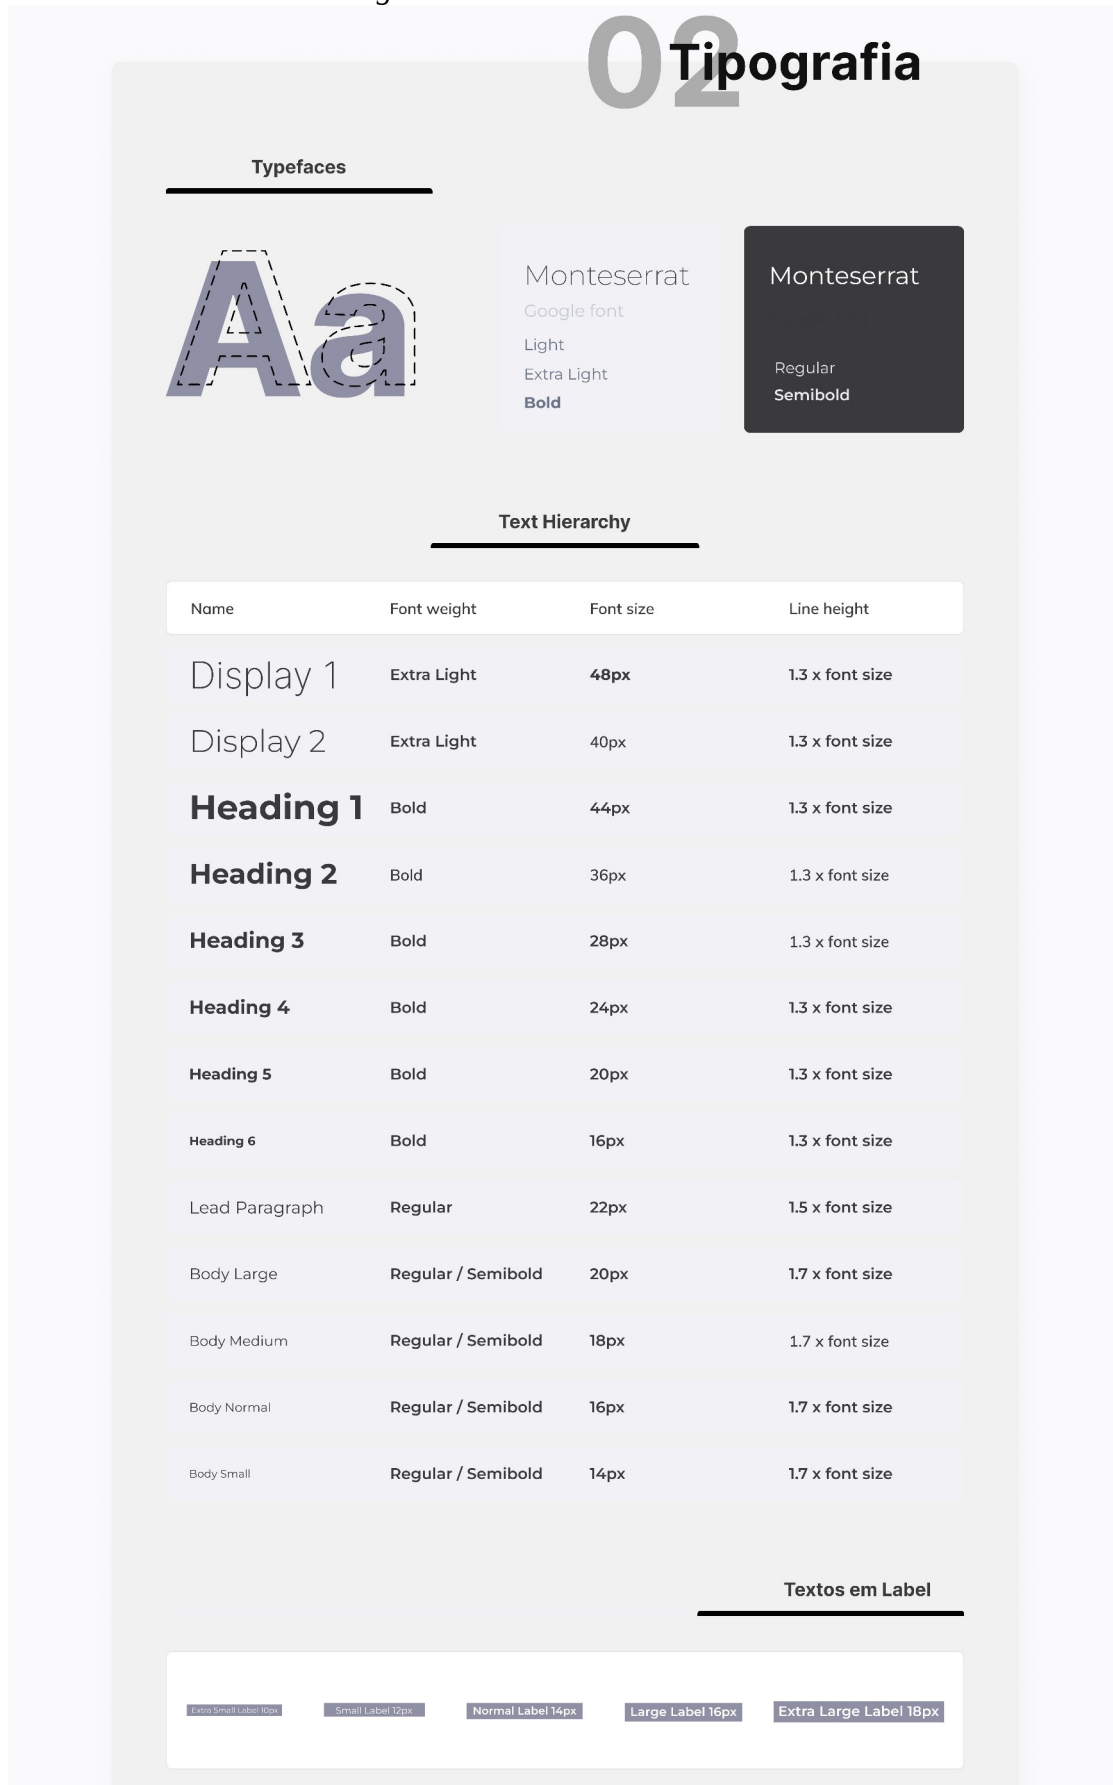 02
Tipografia
Typefaces
Aa
Monteserrat
Google font
Light
Extra Light
Bold
Monteserrat
Regular
Semibold
Text Hierarchy
Name Font weight Font size Line height
Display 1 Extra Light 48px 1.3 x font size
Display 2 Extra Light 40px 1.3 x font size
Heading 1 Bold 44px 1.3 x font size
Heading 2 Bold 36px 1.3 x font size
Heading 3 Bold 28px 1.3 x font size
Heading 4 Bold 24px 1.3 x font size
Heading 5 Bold 20px 1.3 x font size
Heading 6 Bold 16px 1.3 x font size
Lead Paragraph Regular 22px 1.5 x font size
Body Large Regular / Semibold 20px 1.7 x font size
Body Medium Regular / Semibold 18px 1.7 x font size
Body Normal Regular / Semibold 16px 1.7 x font size
Body Small Regular / Semibold 14px 1.7 x font size
Textos em Label
Extra Small Label 10px Small Label 12px Normal Label 14px Large Label 16px Extra Large Label 18px